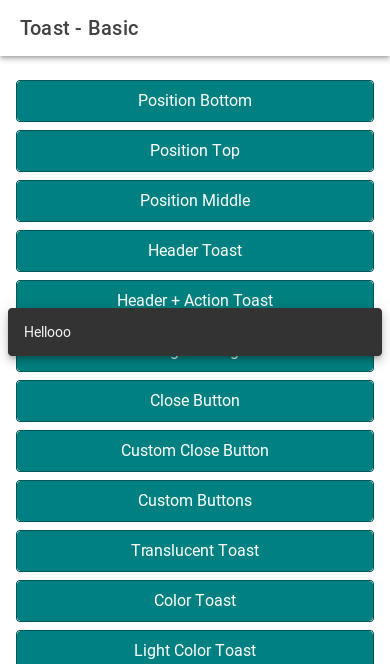 Toast - Basic
Position Bottom
Position Top
Position Middle
Header Toast
Header + Action Toast
Hellooo
Close Button
Custom Close Button
Custom Buttons
Translucent Toast
Color Toast
Light Color Toast